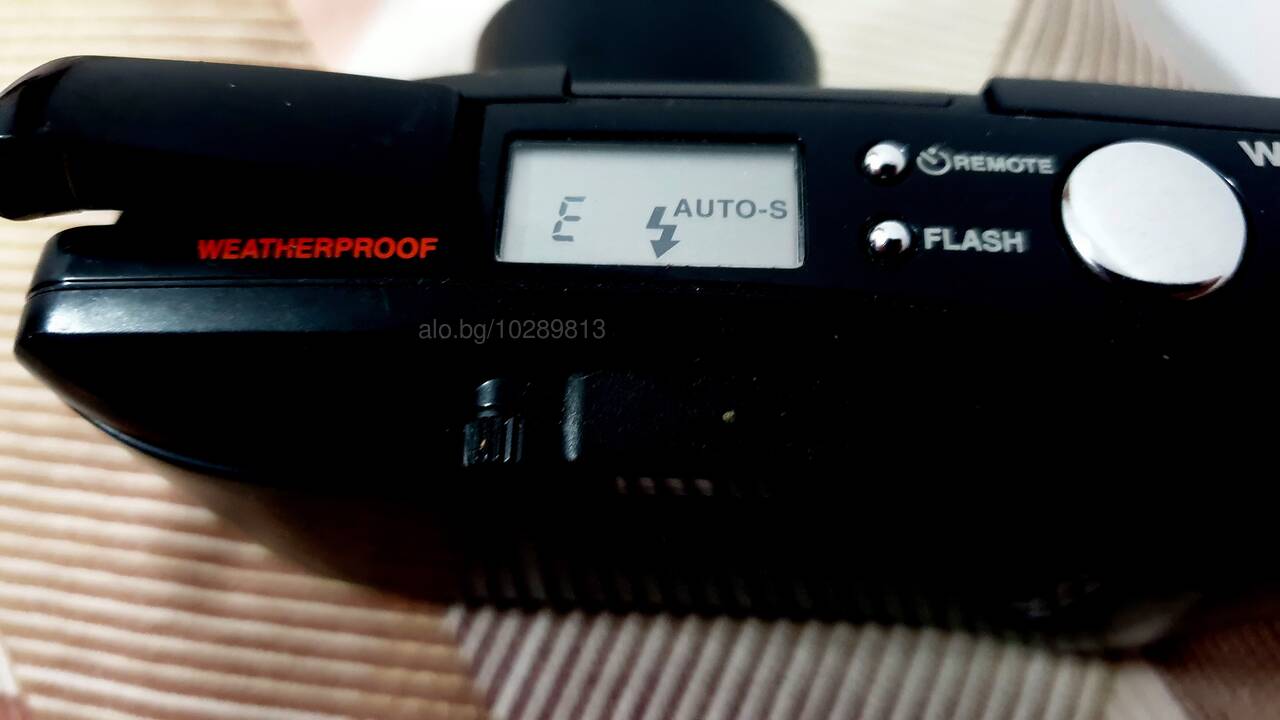 WEATHERPROOF
E
AUTO-S
REMOTE
FLASH
W
alo.bg/10289813